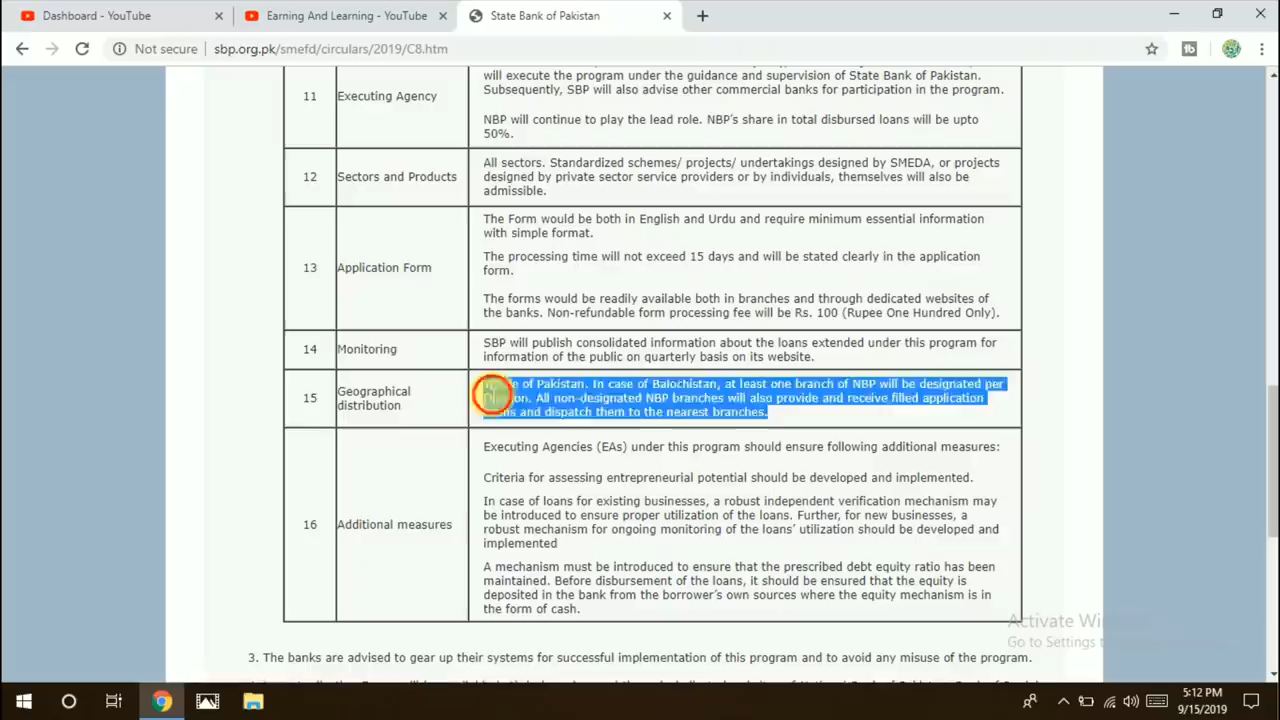 Dashboard - YouTube
Earning And Learning - YouTube
State Bank of Pakistan
Not secure
sbp.org.pk/smefd/circulars/2019/C8.htm
11
Executing Agency
will execute the program under the guidance and supervision of State Bank of Pakistan.
Subsequently, SBP will also advise other commercial banks for participation in the program.
NBP will continue to play the lead role. NBP's share in total disbursed loans will be upto
50%.
12
Sectors and Products
All sectors. Standardized schemes/ projects/ undertakings designed by SMEDA, or projects
designed by private sector service providers or by individuals, themselves will also be
admissible.
13
Application Form
The Form would be both in English and Urdu and require minimum essential information
with simple format.
The processing time will not exceed 15 days and will be stated clearly in the application
form.
The forms would be readily available both in branches and through dedicated websites of
the banks. Non-refundable form processing fee will be Rs. 100 (Rupee One Hundred Only).
14
Monitoring
SBP will publish consolidated information about the loans extended under this program for
information of the public on quarterly basis on its website.
15
Geographical
distribution
of Pakistan. In case of Balochistan, at least one branch of NBP will be designated per
All non-designated NBP branches will also provide and receive filled application
and dispatch them to the nearest branches.
16
Additional measures
Executing Agencies (EAs) under this program should ensure following additional measures:
Criteria for assessing entrepreneurial potential should be developed and implemented.
In case of loans for existing businesses, a robust independent verification mechanism may
be introduced to ensure proper utilization of the loans. Further, for new businesses, a
robust mechanism for ongoing monitoring of the loans' utilization should be developed and
implemented
A mechanism must be introduced to ensure that the prescribed debt equity ratio has been
maintained. Before disbursement of the loans, it should be ensured that the equity is
deposited in the bank from the borrower's own sources where the equity mechanism is in
the form of cash.
Activate
Go to Settings
3. The banks are advised to gear up their systems for successful implementation of this program and to avoid any misuse of the program.
5:12 PM
9/15/2019